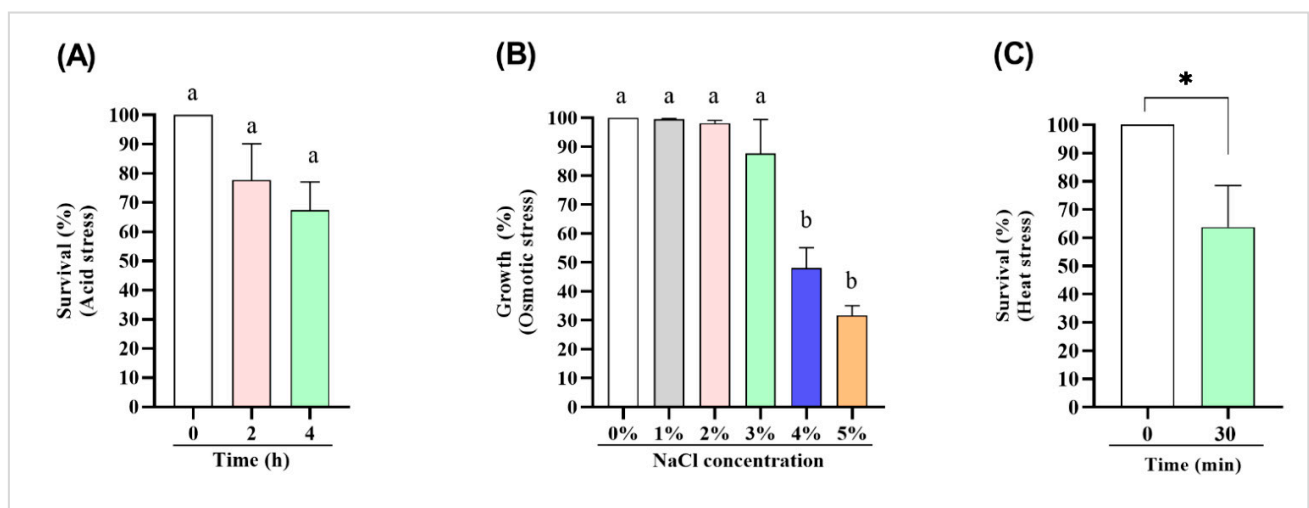 (A)
a
a
a
100
90
80
70
60
50
40
30
20
10
0
Survival (%)
(Acid stress)
0 2 4
Time (h)
(B)
a a a a
b
b
100
90
80
70
60
50
40
30
20
10
0
Growth (%)
(Osmotic stress)
0% 1% 2% 3% 4% 5%
NaCl concentration
(C)
*
100
90
80
70
60
50
40
30
20
10
0
Survival (%)
(Heat stress)
0 30
Time (min)